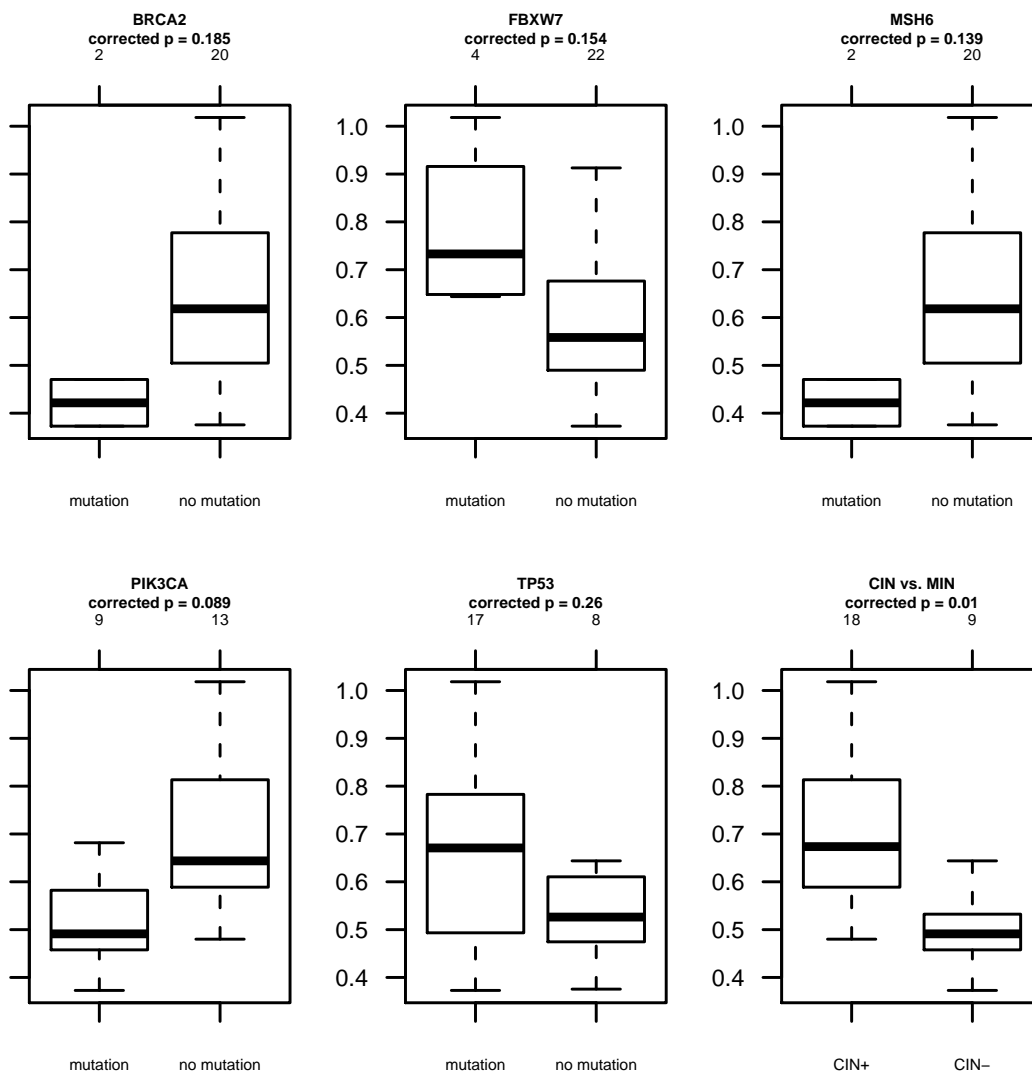 BRCA2
corrected p = 0.185
2 20
mutation no mutation
FBXW7
corrected p = 0.154
4 22
1.0
0.9
0.8
0.7
0.6
0.5
0.4
mutation no mutation
MSH6
corrected p = 0.139
2 20
1.0
0.9
0.8
0.7
0.6
0.5
0.4
mutation no mutation
PIK3CA
corrected p = 0.089
9 13
mutation no mutation
TP53
corrected p = 0.26
17 8
1.0
0.9
0.8
0.7
0.6
0.5
0.4
mutation no mutation
CIN vs. MIN
corrected p = 0.01
18 9
1.0
0.9
0.8
0.7
0.6
0.5
0.4
CIN+ CIN−